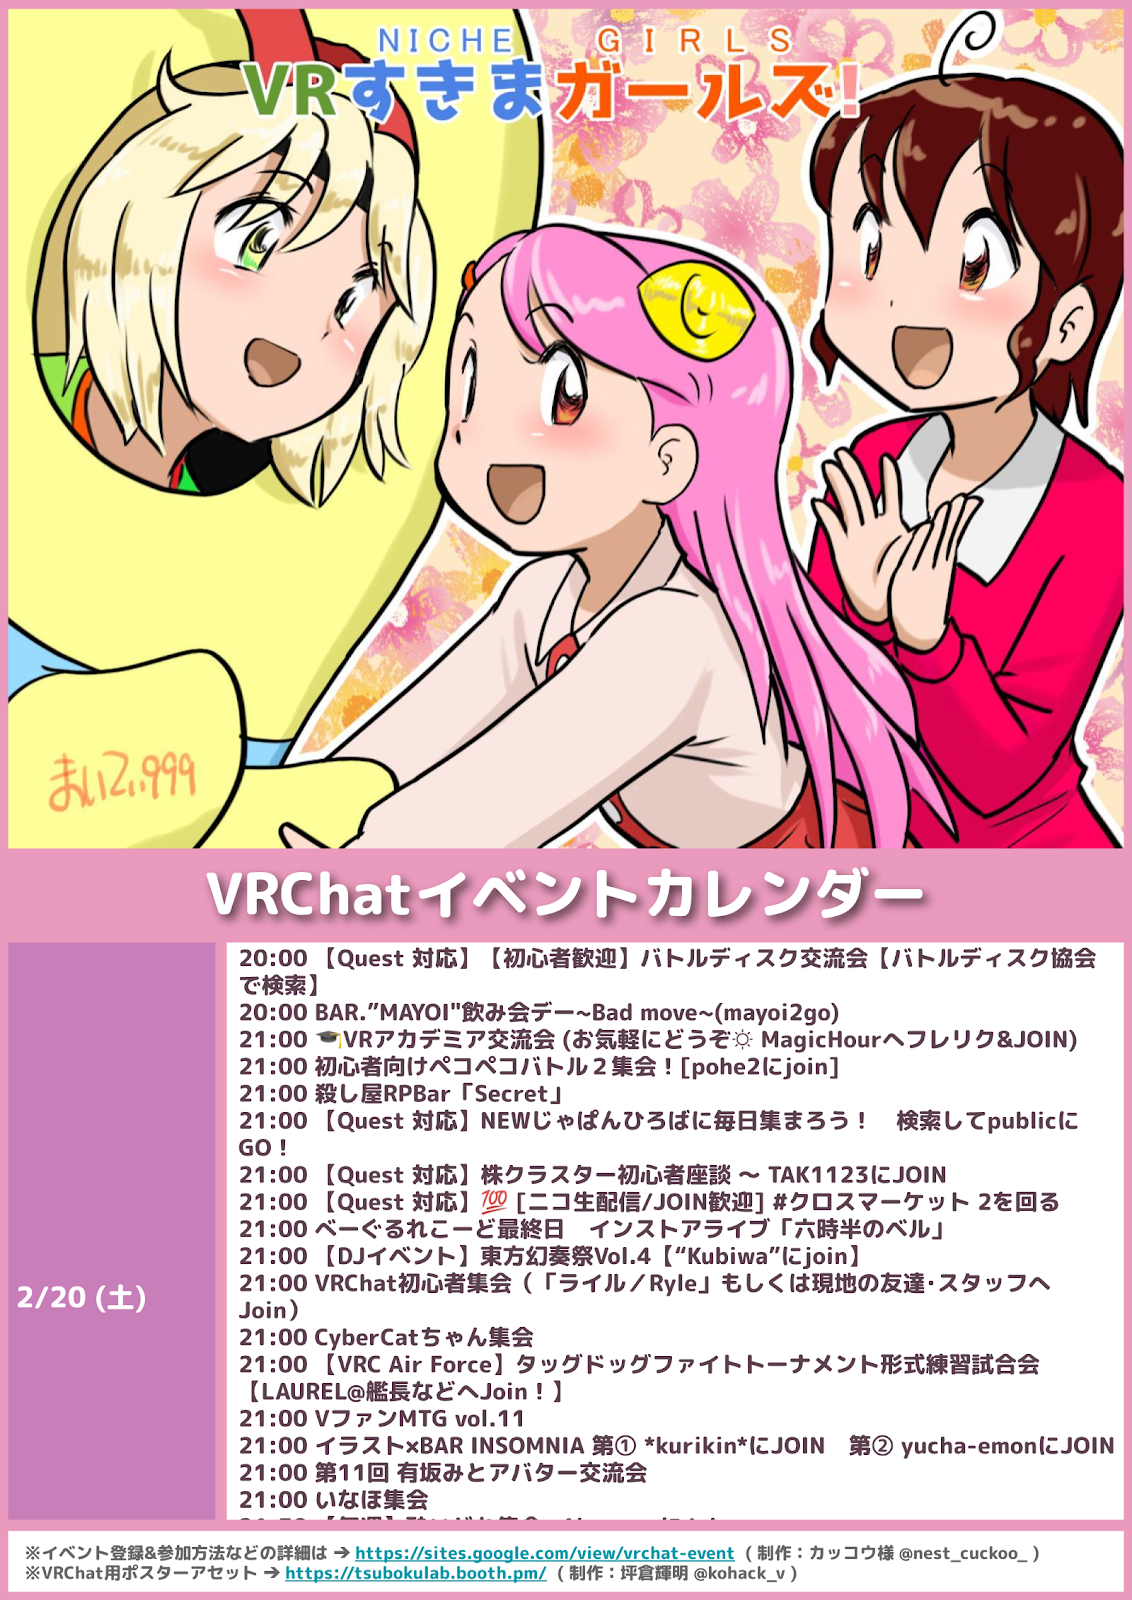 NICHE GIRLS
VRすきまガールズ!
まいてぃ999
VRChatイベントカレンダー
2/20 (土)
20:00 【Quest 対応】【初心者歓迎】バトルディスク交流会【バトルディスク協会
で検索】
20:00 BAR.”MAYOI"飲み会デー~Bad move~(mayoi2go)
21:00 🎓VRアカデミア交流会 (お気軽にどうぞ☼ MagicHourへフレリク&JOIN)
21:00 初心者向けペコペコバトル２集会！[pohe2にjoin]
21:00 殺し屋RPBar「Secret」
21:00 【Quest 対応】NEWじゃぱんひろばに毎日集まろう！　検索してpublicに
GO！
21:00 【Quest 対応】株クラスター初心者座談 〜 TAK1123にJOIN
21:00 【Quest 対応】💯 [ニコ生配信/JOIN歓迎] #クロスマーケット 2を回る
21:00 べーぐるれこーど最終日　インストアライブ「六時半のベル」
21:00 【DJイベント】東方幻奏祭Vol.4【“Kubiwa”にjoin】
21:00 VRChat初心者集会（「ライル／Ryle」もしくは現地の友達･スタッフへ
Join）
21:00 CyberCatちゃん集会
21:00 【VRC Air Force】タッグドッグファイトトーナメント形式練習試合会
【LAUREL@艦長などへJoin！】
21:00 VファンMTG vol.11
21:00 イラスト×BAR INSOMNIA 第① *kurikin*にJOIN　第② yucha-emonにJOIN
21:00 第11回 有坂みとアバター交流会
21:00 いなほ集会
※イベント登録&参加方法などの詳細は ➔ https://sites.google.com/view/vrchat-event ( 制作：カッコウ様 @nest_cuckoo_ )
※VRChat用ポスターアセット ➔ https://tsubokulab.booth.pm/ ( 制作：坪倉輝明 @kohack_v )